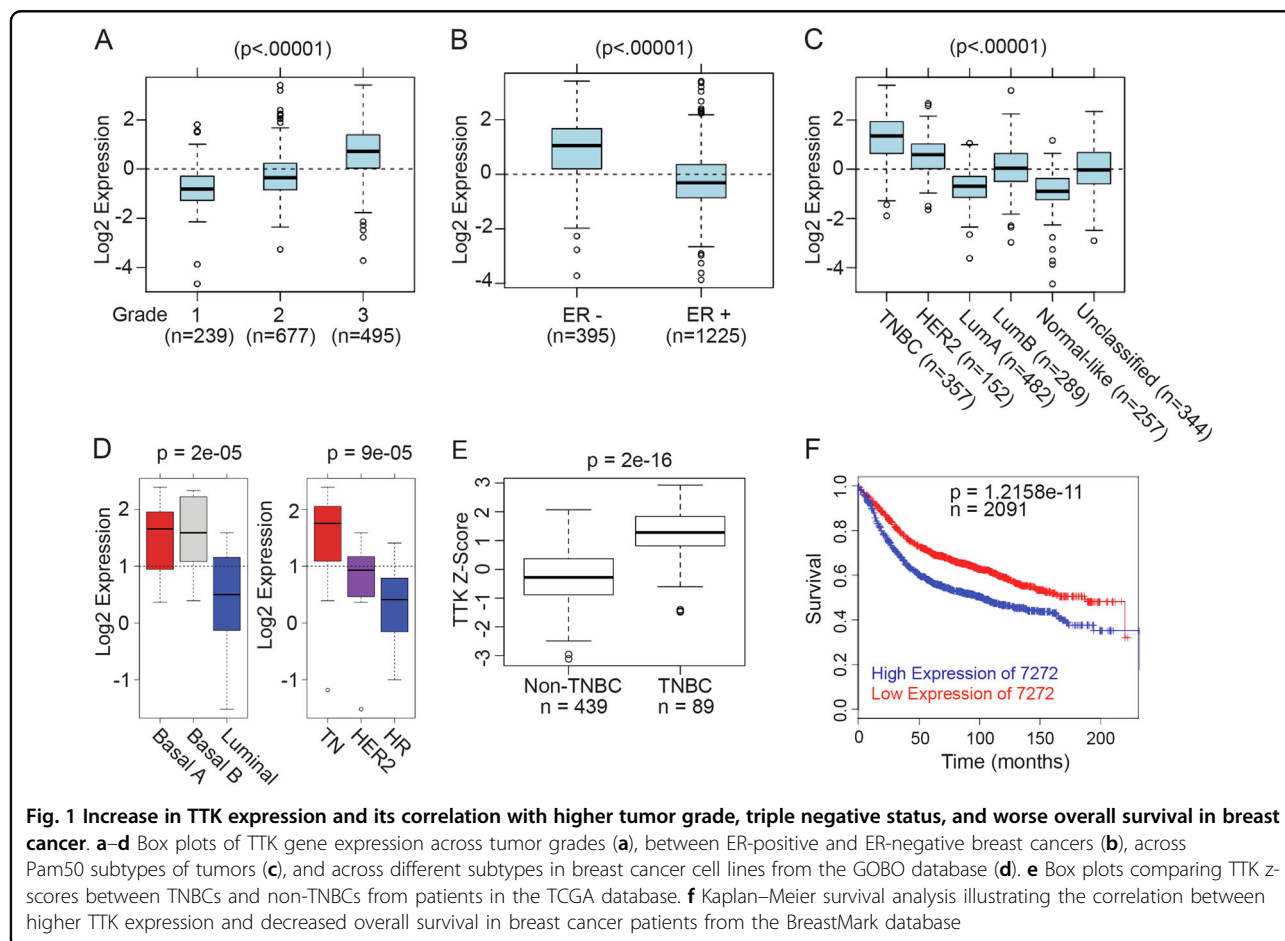 A
(p<.00001)
Log2 Expression
2
0
-2
-4
Grade 1 2 3
(n=239) (n=677) (n=495)
B
(p<.00001)
Log2 Expression
2
0
-2
-4
ER - ER +
(n=395) (n=1225)
C
(p<.00001)
Log2 Expression
2
0
-2
-4
TNBC (n=357)
HER2 (n=152)
LumA (n=482)
LumB (n=289)
Normal-like (n=257)
Unclassified (n=344)
D
p = 2e-05
Log2 Expression
2
1
0
-1
Basal A
Basal B
Luminal
p = 9e-05
Log2 Expression
2
1
0
-1
TN
HER2
HR
E
p = 2e-16
TTK Z-Score
3
2
1
0
-1
-2
-3
Non-TNBC TNBC
n = 439 n = 89
F
p = 1.2158e-11
n = 2091
Survival
1.0
0.8
0.6
0.4
0.2
0.0
High Expression of 7272
Low Expression of 7272
0 50 100 150 200
Time (months)
Fig. 1 Increase in TTK expression and its correlation with higher tumor grade, triple negative status, and worse overall survival in breast
cancer. a–d Box plots of TTK gene expression across tumor grades (a), between ER-positive and ER-negative breast cancers (b), across
Pam50 subtypes of tumors (c), and across different subtypes in breast cancer cell lines from the GOBO database (d). e Box plots comparing TTK z-
scores between TNBCs and non-TNBCs from patients in the TCGA database. f Kaplan–Meier survival analysis illustrating the correlation between
higher TTK expression and decreased overall survival in breast cancer patients from the BreastMark database